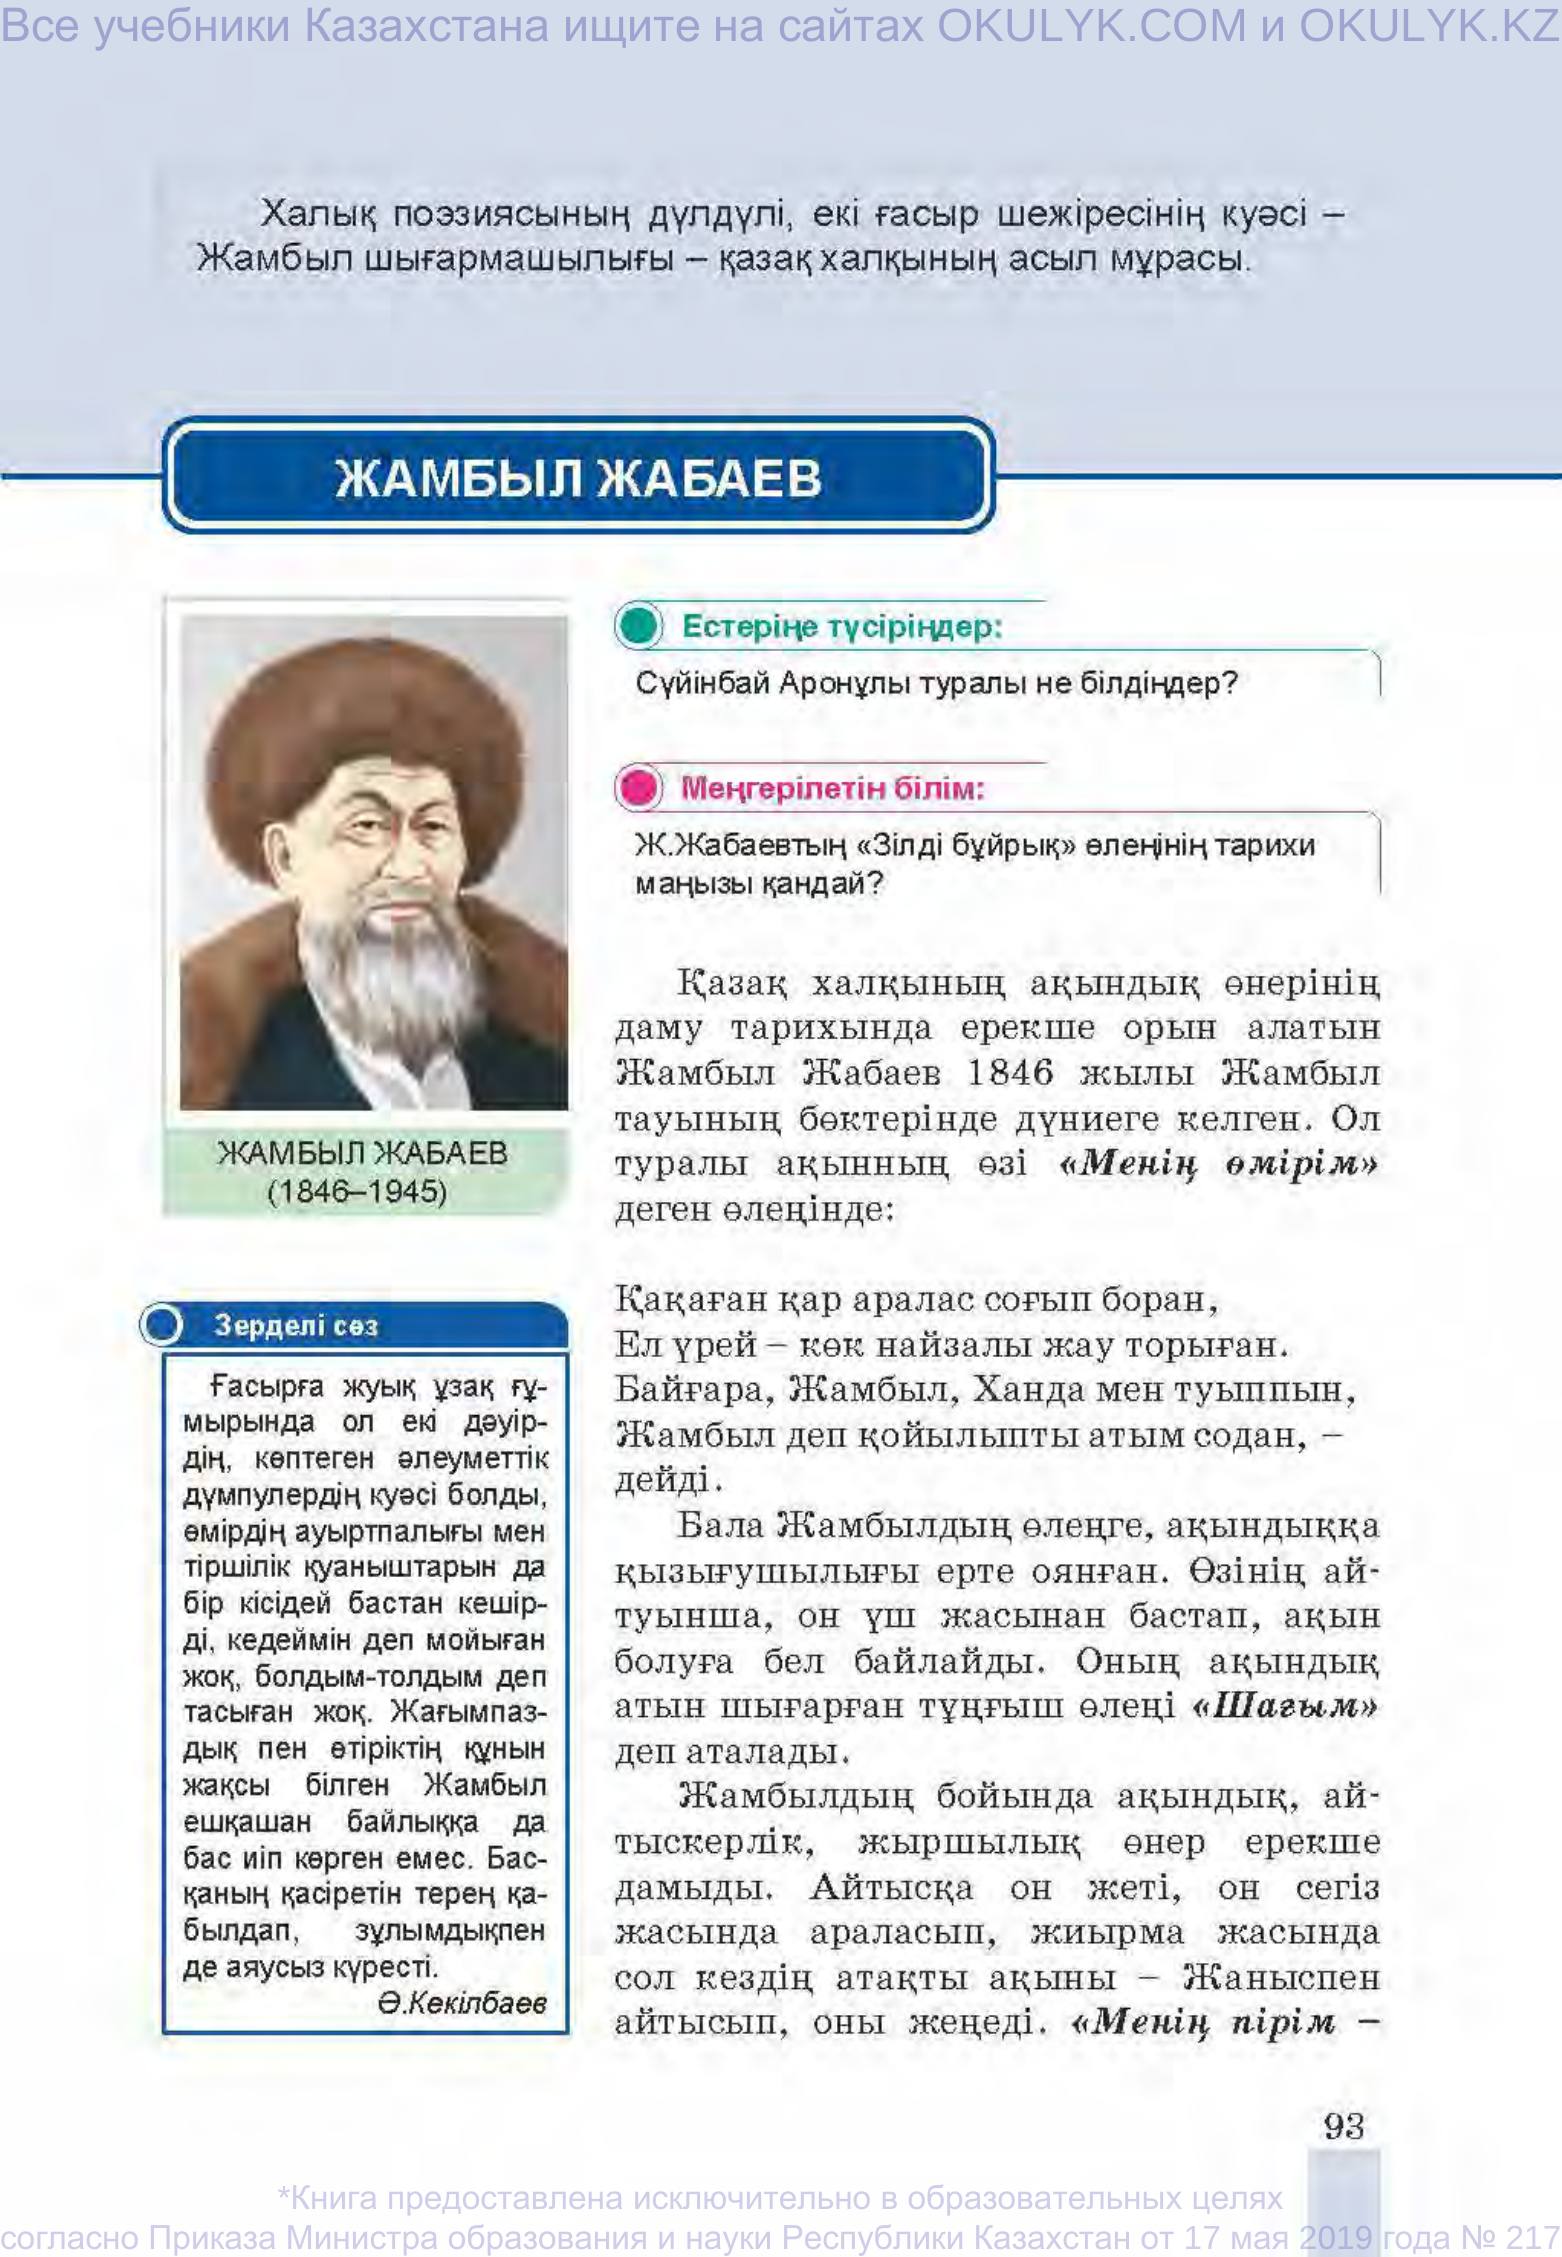 Все учебники Казахстана ищите на сайтах OKULYK.COM и OKULYK.KZ
Халық поэзиясының дүлдүлі, екі ғасыр шежіресінің куәсі –
Жамбыл шығармашылығы – қазақ халқының асыл мұрасы.
ЖАМБЫЛ ЖАБАЕВ
ЖАМБЫЛ ЖАБАЕВ
(1846–1945)
Зерделі сөз
Ғасырға жуық ұзақ ғұ-
мырында ол екі дәуір-
дің, көптеген әлеуметтік
дүмпулердің куәсі болды,
өмірдің ауыртпалығы мен
тіршілік қуаныштарын да
бір кісідей бастан кешір-
ді, кедеймін деп мойыған
жоқ, болдым-толдым деп
тасыған жоқ. Жағымпаз-
дық пен өтіріктің құнын
жақсы білген Жамбыл
ешқашан байлыққа да
бас иіп көрген емес. Бас-
қаның қасіретін терең қа-
былдап, зұлымдықпен
де аяусыз күресті.
Ә.Кекілбаев
Естеріңе түсіріңдер:
Сүйінбай Аронұлы туралы не білдіңдер?
Меңгерілетін білім:
Ж.Жабаевтың «Зілді бұйрық» өлеңінің тарихи
маңызы қандай?
Қазақ халқының ақындық өнерінің
даму тарихында ерекше орын алатын
Жамбыл Жабаев 1846 жылы Жамбыл
тауының бөктерінде дүниеге келген. Ол
туралы ақынның өзі «Менің өмірім»
деген өлеңінде:
Қақаған қар аралас соғып боран,
Ел үрей – көк найзалы жау торыған.
Байғара, Жамбыл, Ханда мен туыппын,
Жамбыл деп қойылыпты атым содан, –
дейді.
Бала Жамбылдың өлеңге, ақындыққа
қызығушылығы ерте оянған. Өзінің ай-
туынша, он үш жасынан бастап, ақын
болуға бел байлайды. Оның ақындық
атын шығарған тұңғыш өлеңі «Шағым»
деп аталады.
Жамбылдың бойында ақындық, ай-
тыскерлік, жыршылық өнер ерекше
дамыды. Айтысқа он жеті, он сегіз
жасында араласып, жиырма жасында
сол кездің атақты ақыны – Жаныспен
айтысып, оны жеңеді. «Менің пірім –
93
*Книга предоставлена исключительно в образовательных целях
согласно Приказа Министра образования и науки Республики Казахстан от 17 мая 2019 года № 217